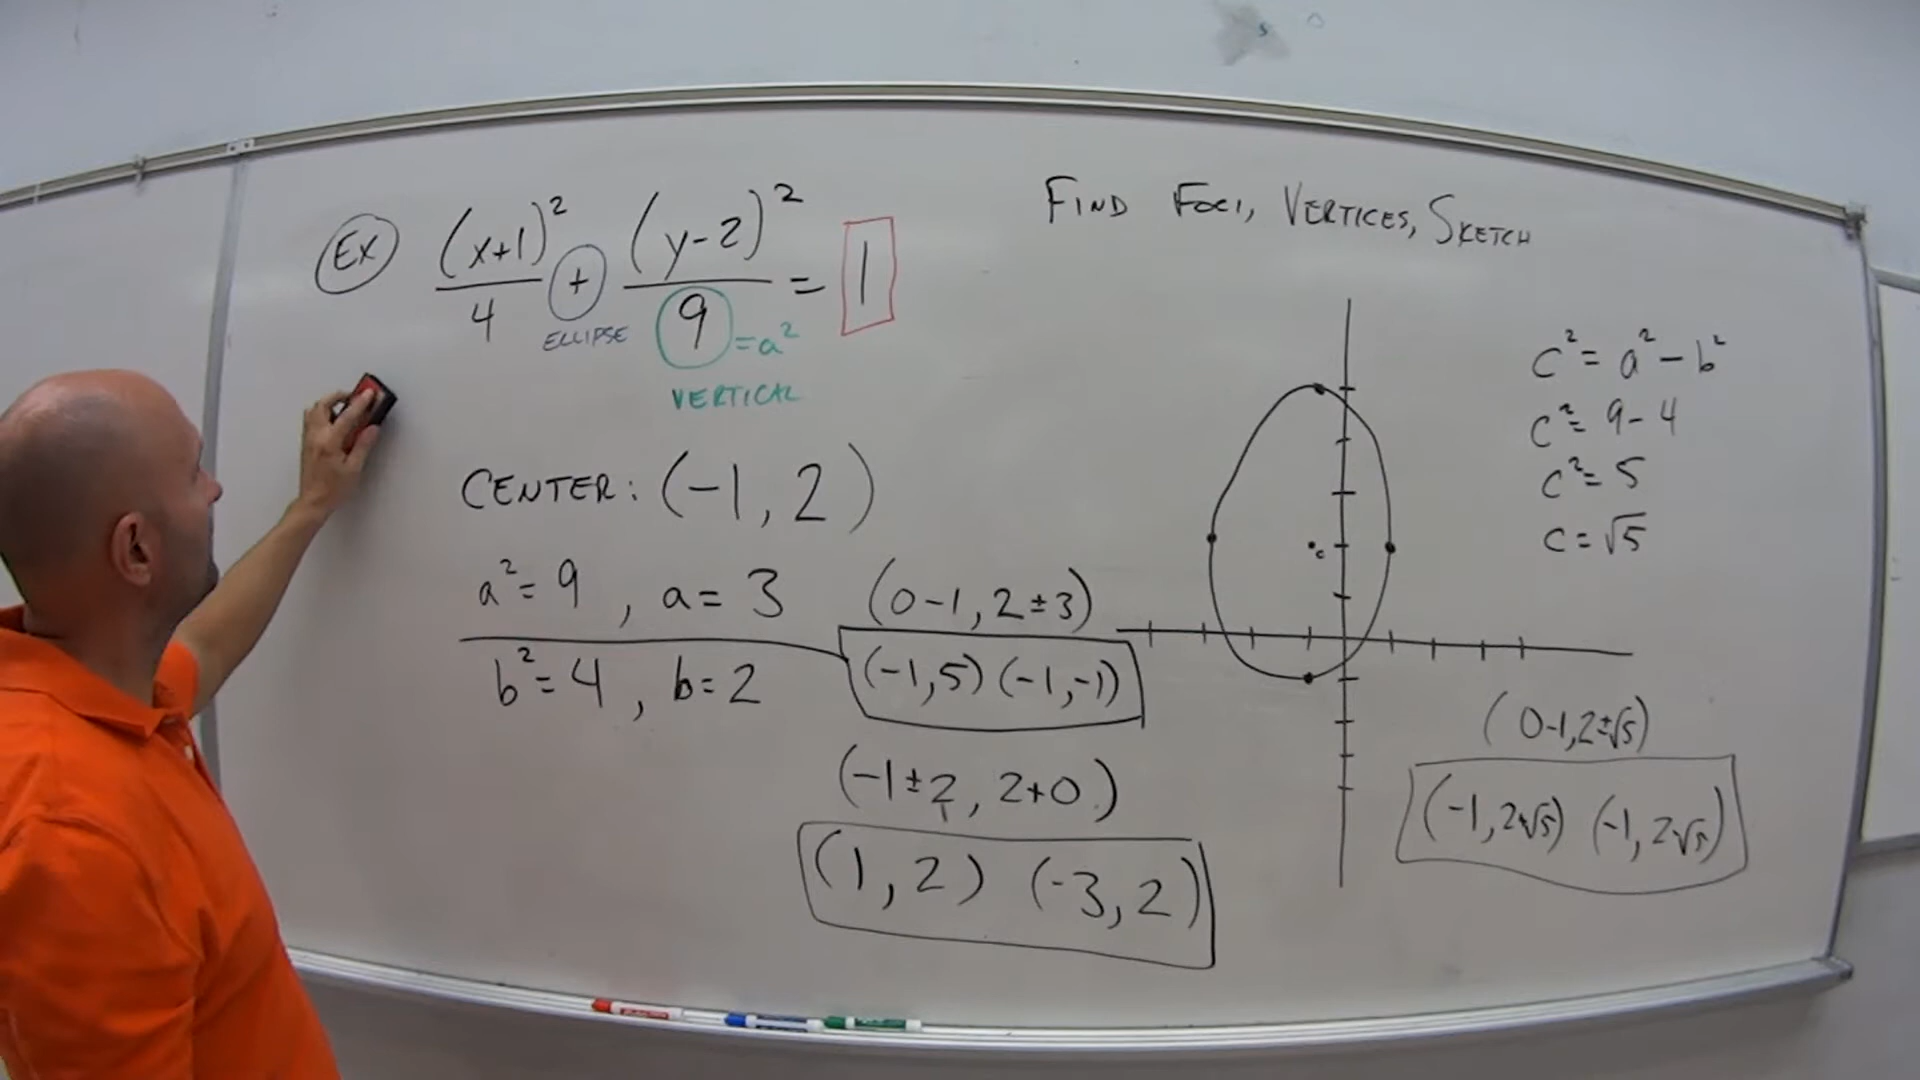 Ex (x+1)²/4 + (y-2)²/9 = 1
ELLIPSE
= a²
VERTICAL
CENTER: (-1, 2)
a² = 9, a = 3
b² = 4, b = 2
(0-1, 2±3)
(-1,5) (-1,-1)
(-1±2, 2+0)
(1, 2) (-3, 2)
FIND FOCI, VERTICES, SKETCH
c
c² = a² - b²
c² = 9 - 4
c² = 5
c = √5
(0-1, 2±√5)
(-1, 2+√5) (-1, 2√5)